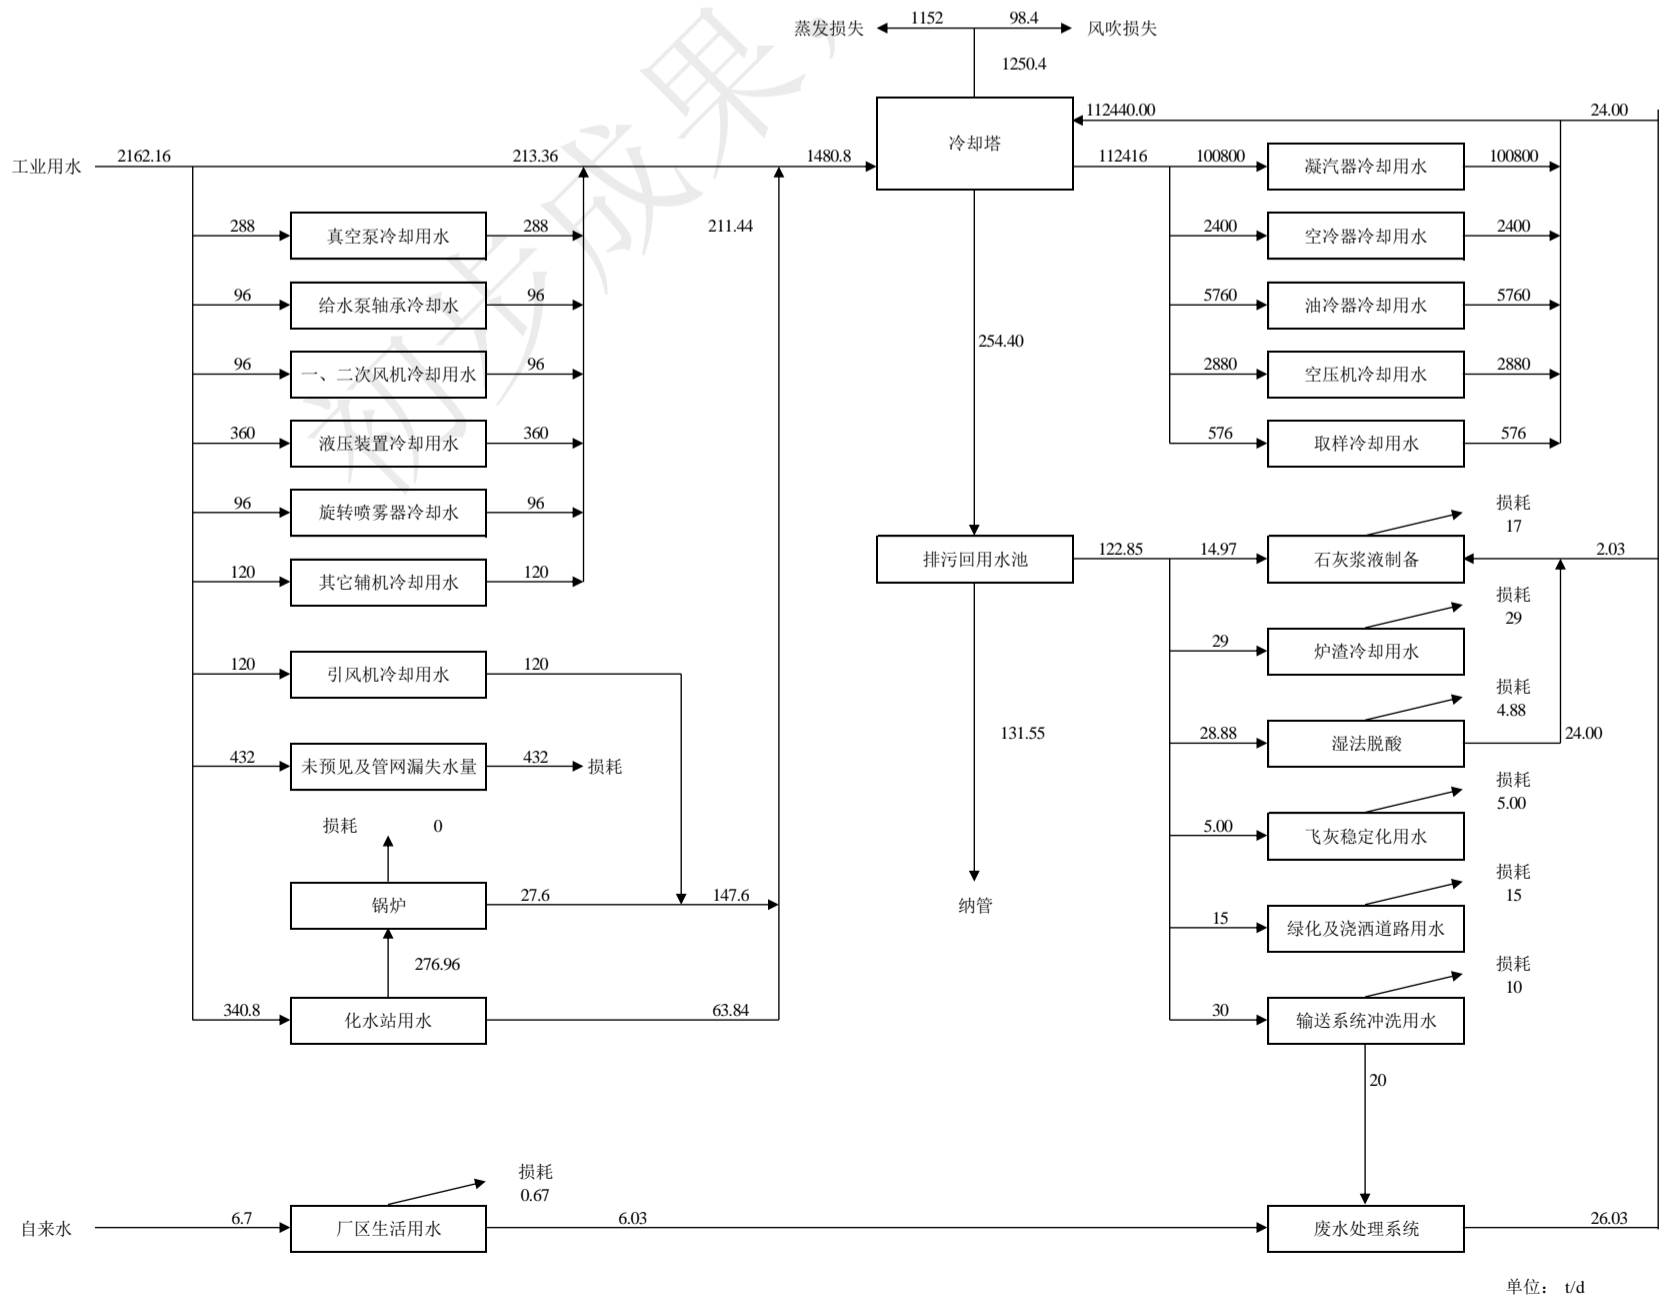 蒸发损失 1152 98.4 风吹损失
1250.4
冷却塔 112440.00 24.00
工业用水 2162.16 213.36 1480.8 112416 100800 凝汽器冷却用水 100800
288 真空泵冷却用水 288 211.44 2400 空冷器冷却用水 2400
96 给水泵轴承冷却水 96 5760 油冷器冷却用水 5760
254.40
96 一、二次风机冷却用水 96 2880 空压机冷却用水 2880
360 液压装置冷却用水 360 576 取样冷却用水 576
96 旋转喷雾器冷却水 96 损耗
17
120 其它辅机冷却用水 120 排污回用水池 122.85 14.97 石灰浆液制备 2.03
损耗
29
120 引风机冷却用水 120 29 炉渣冷却用水
损耗
4.88
131.55 28.88 湿法脱酸 24.00
432 未预见及管网漏失水量 432 损耗
损耗
5.00
损耗 0 5.00 飞灰稳定化用水
损耗
15
锅炉 27.6 147.6 纳管 15 绿化及浇洒道路用水
276.96 损耗
10
340.8 化水站用水 63.84 30 输送系统冲洗用水
20
损耗
0.67
自来水 6.7 厂区生活用水 6.03 废水处理系统 26.03
单位： t/d
初步成果，